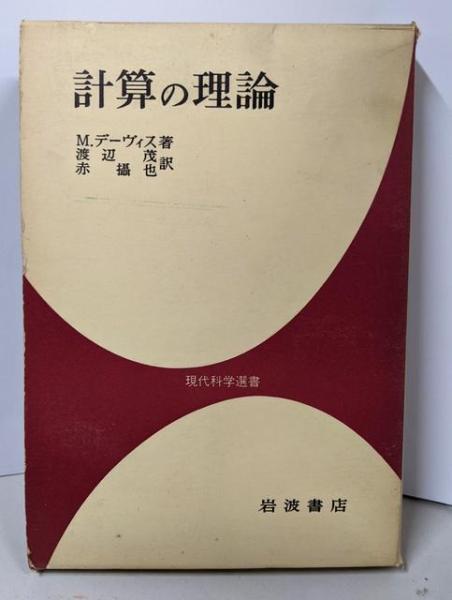 計算の理論
M.デーヴィス著
渡辺茂
赤攝也訳
現代科学選書
岩波書店